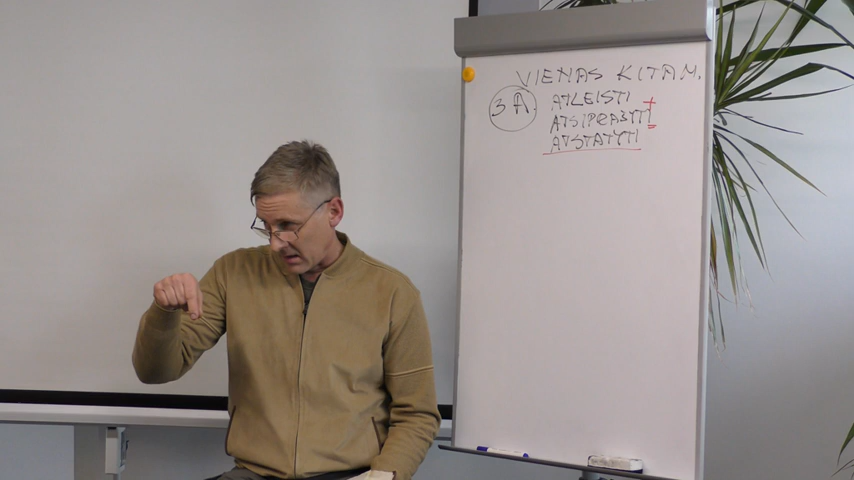 VIENAS KITAM.
3A ATLEISTI
ATSIPRAŠYTI
ATSTATYTI